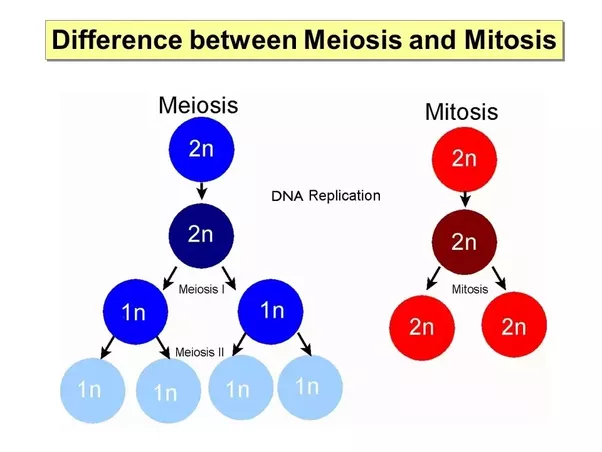 Difference between Meiosis and Mitosis
Meiosis
Mitosis
2n
2n
DNA Replication
2n
2n
Meiosis I
Mitosis
1n
1n
2n
2n
Meiosis II
1n
1n
1n
1n